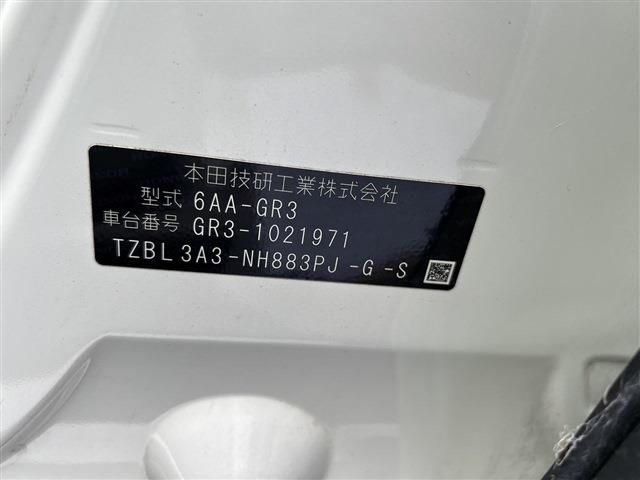 本田技研工業株式会社
型式 6AA-GR3
車台番号 GR3-1021971
TZBL 3A3-NH883PJ -G -S